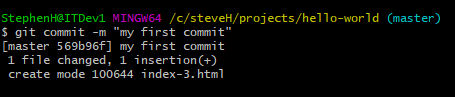 StephenH@ITDev1 MINGW64 /c/steveH/projects/hello-world (master)
$ git commit -m "my first commit"
[master 569b96f] my first commit
 1 file changed, 1 insertion(+)
 create mode 100644 index-3.html